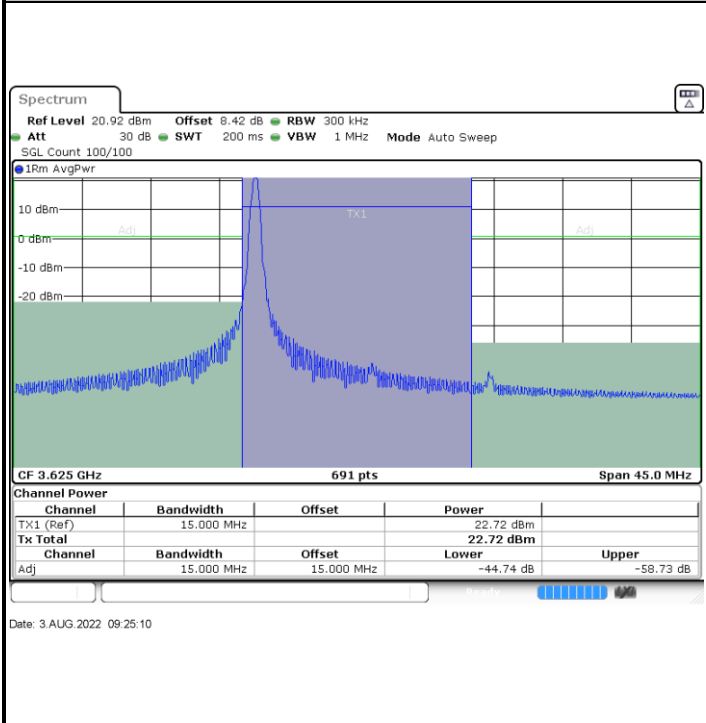 Spectrum
Ref Level 20.92 dBm Offset 8.42 dB RBW 300 kHz
Att 30 dB SWT 200 ms VBW 1 MHz Mode Auto Sweep
SGL Count 100/100
1Rm AvgPwr
10 dBm
TX1
Adj
Adj
0 dBm
-10 dBm
-20 dBm
CF 3.625 GHz 691 pts Span 45.0 MHz
Channel Power
Channel Bandwidth Offset Power
TX1 (Ref) 15.000 MHz 22.72 dBm
Tx Total 22.72 dBm
Channel Bandwidth Offset Lower Upper
Adj 15.000 MHz 15.000 MHz -44.74 dB -58.73 dB
Ready
Date: 3.AUG.2022 09:25:10